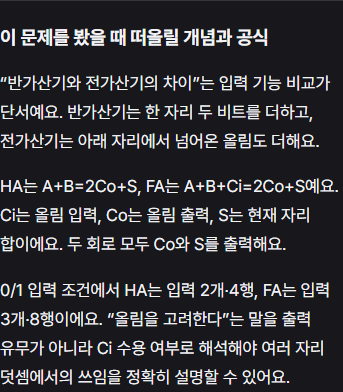 이 문제를 봤을 때 떠올릴 개념과 공식
“반가산기와 전가산기의 차이”는 입력 기능 비교가
단서예요. 반가산기는 한 자리 두 비트를 더하고,
전가산기는 아래 자리에서 넘어온 올림도 더해요.
HA는 A+B=2Co+S, FA는 A+B+Ci=2Co+S예요.
Ci는 올림 입력, Co는 올림 출력, S는 현재 자리
합이에요. 두 회로 모두 Co와 S를 출력해요.
0/1 입력 조건에서 HA는 입력 2개·4행, FA는 입력
3개·8행이에요. “올림을 고려한다”는 말을 출력
유무가 아니라 Ci 수용 여부로 해석해야 여러 자리
덧셈에서의 쓰임을 정확히 설명할 수 있어요.